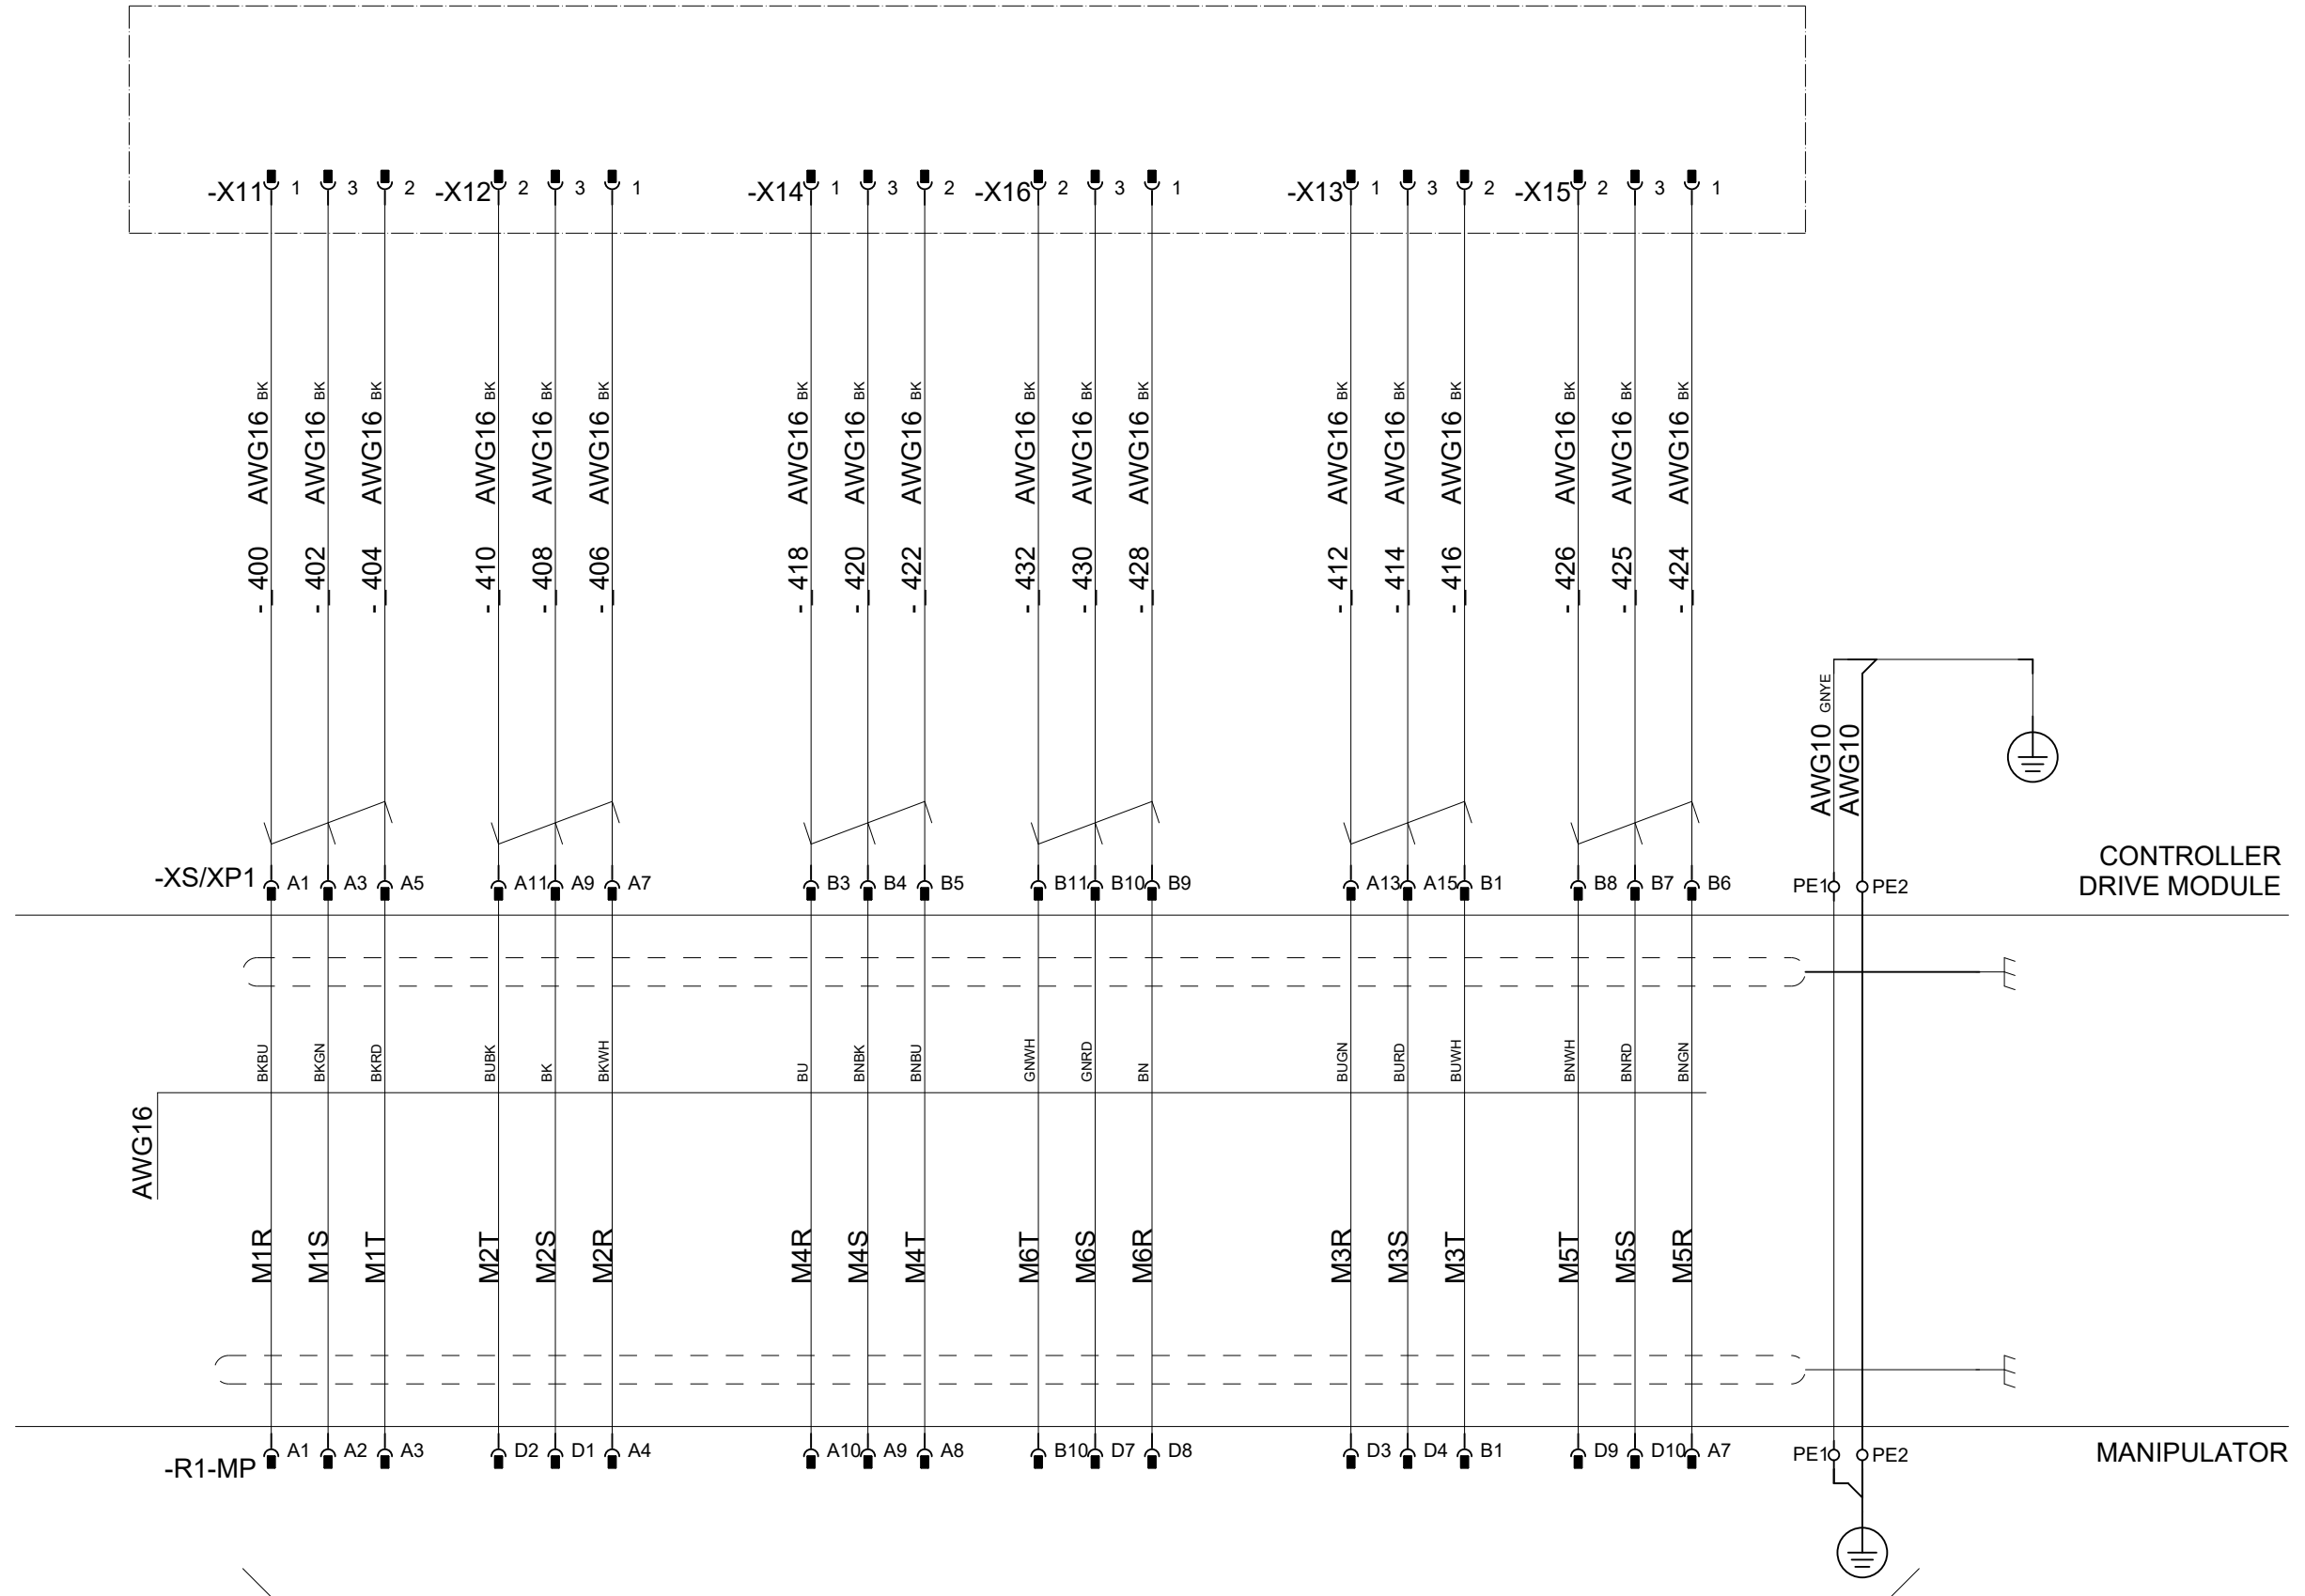 -X11 1 3 2 -X12 2 3 1 -X14 1 3 2 -X16 2 3 1 -X13 1 3 2 -X15 2 3 1
AWG16 BK AWG16 BK AWG16 BK AWG16 BK AWG16 BK AWG16 BK AWG16 BK AWG16 BK AWG16 BK AWG16 BK AWG16 BK AWG16 BK AWG16 BK AWG16 BK AWG16 BK AWG16 BK AWG16 BK AWG16 BK
- 400 - 402 - 404 - 410 - 408 - 406 - 418 - 420 - 422 - 432 - 430 - 428 - 412 - 414 - 416 - 426 - 425 - 424
AWG10 GNYE
AWG10
CONTROLLER
DRIVE MODULE
-XS/XP1 A1 A3 A5 A11 A9 A7 B3 B4 B5 B11 B10 B9 A13 A15 B1 B8 B7 B6 PE1 PE2
BKBU BKGN BKRD BUBK BK BKWH BU BNBK BNBU GNWH GNRD BN BUGN BURD BUWH BNWH BNRD BNGN
AWG16
M1R M1S M1T M2T M2S M2R M4R M4S M4T M6T M6S M6R M3R M3S M3T M5T M5S M5R
-R1-MP A1 A2 A3 D2 D1 A4 A10 A9 A8 B10 D7 D8 D3 D4 B1 D9 D10 A7 PE1 PE2
MANIPULATOR